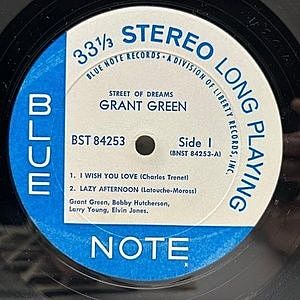 33⅓ STEREO LONG PLAYING
BLUE NOTE RECORDS • A DIVISION OF LIBERTY RECORDS, INC.
STREET OF DREAMS
GRANT GREEN
BST 84253 Side 1
(BNST 84253-A)
1. I WISH YOU LOVE (Charles Trenet)
2. LAZY AFTERNOON (Latouche-Moross)
Grant Green, Bobby Hutcherson,
Larry Young, Elvin Jones.
BLUE
NOTE